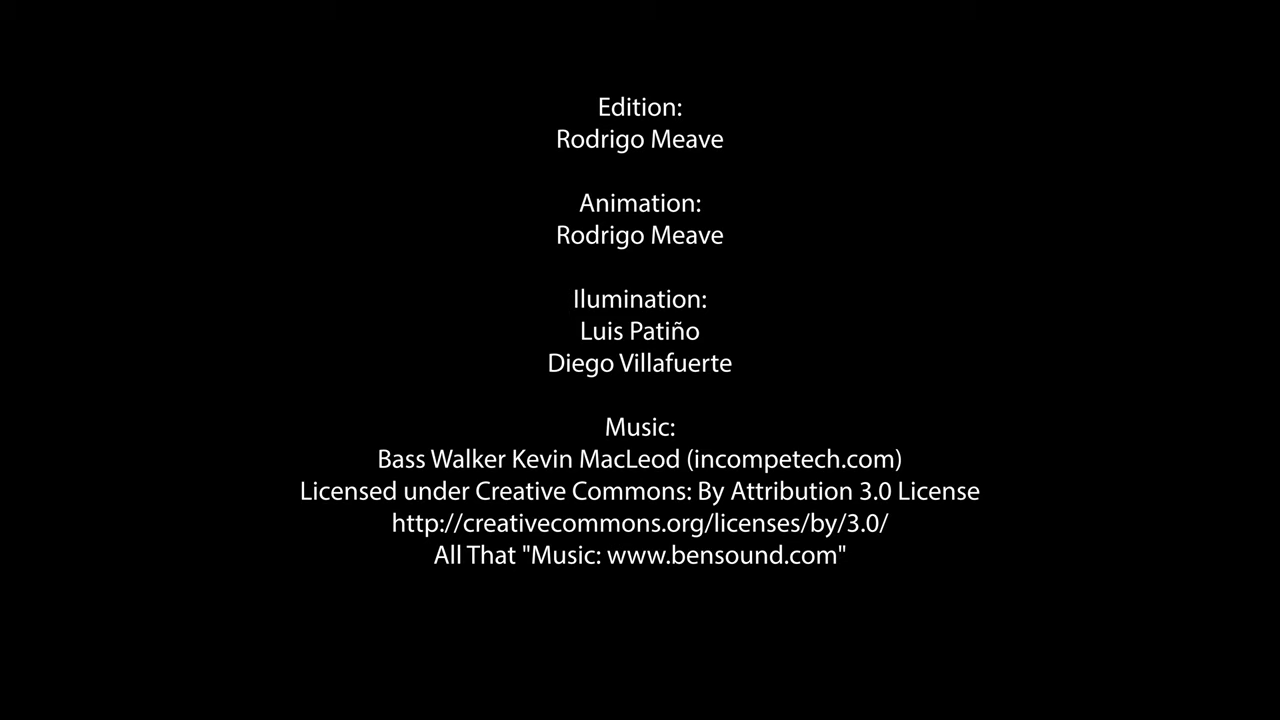 Edition:
Rodrigo Meave
Animation:
Rodrigo Meave
Ilumination:
Luis Patiño
Diego Villafuerte
Music:
Bass Walker Kevin MacLeod (incompetech.com)
Licensed under Creative Commons: By Attribution 3.0 License
http://creativecommons.org/licenses/by/3.0/
All That "Music: www.bensound.com"